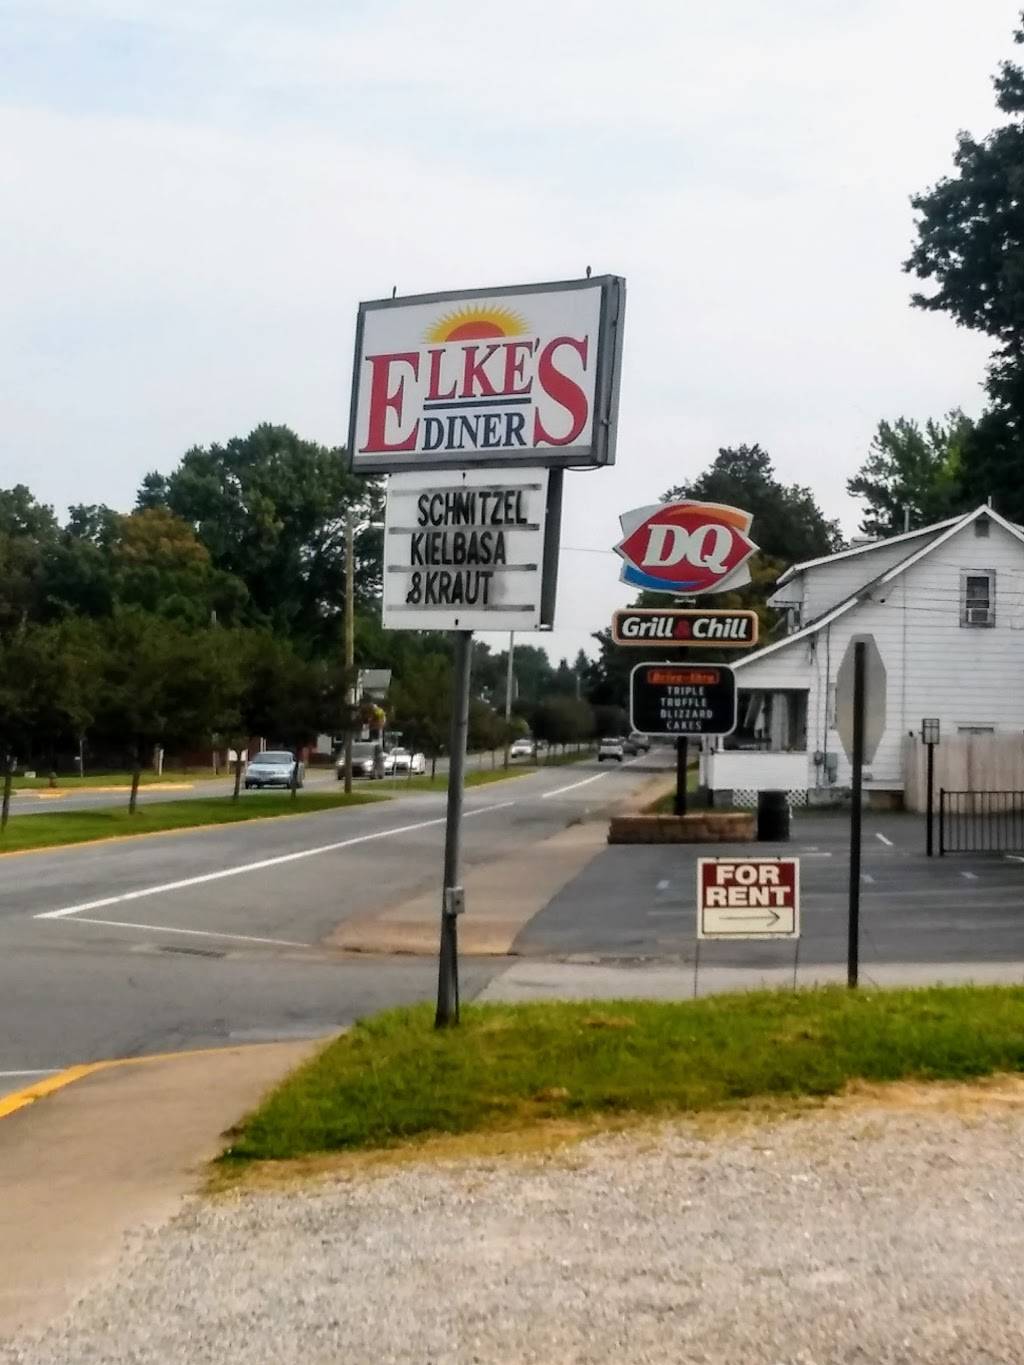 ELKE'S
DINER
SCHNITZEL
KIELBASA
&KRAUT
DQ
Grill & Chill
Drive-thru
TRIPLE
TRUFFLE
BLIZZARD
CAKES
FOR
RENT